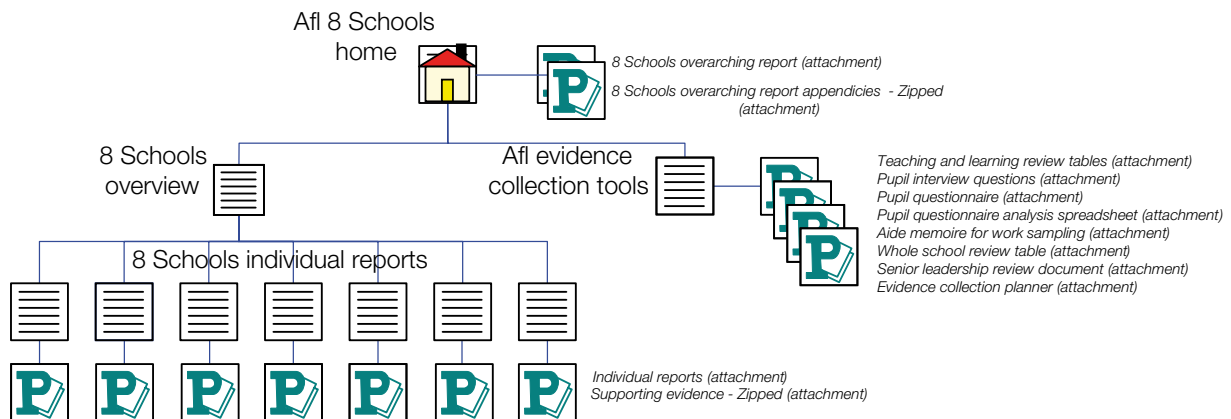 Afl 8 Schools
home
8 Schools overarching report (attachment)
8 Schools overarching report appendicies - Zipped
(attachment)
8 Schools
overview
Afl evidence
collection tools
Teaching and learning review tables (attachment)
Pupil interview questions (attachment)
Pupil questionnaire (attachment)
Pupil questionnaire analysis spreadsheet (attachment)
Aide memoire for work sampling (attachment)
Whole school review table (attachment)
Senior leadership review document (attachment)
Evidence collection planner (attachment)
8 Schools individual reports
P P P P P P P
Individual reports (attachment)
Supporting evidence - Zipped (attachment)